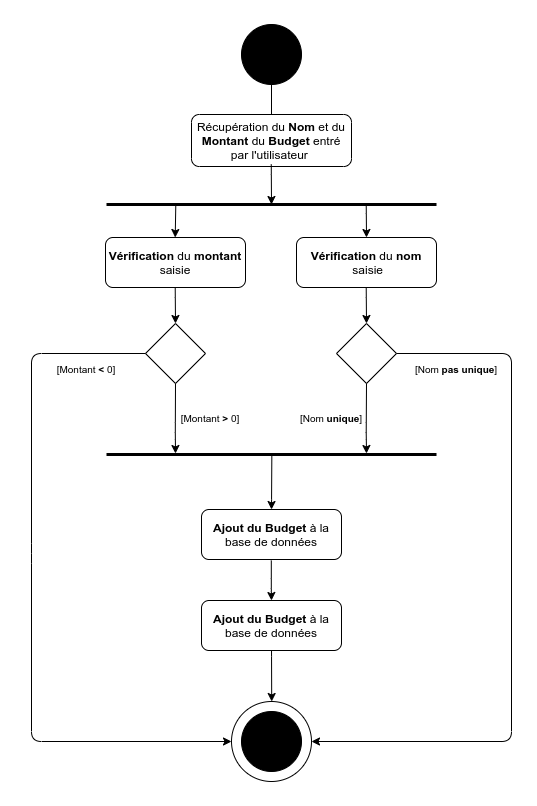 Récupération du Nom et du
Montant du Budget entré
par l'utilisateur
Vérification du montant
saisie
Vérification du nom
saisie
[Montant < 0]
[Nom pas unique]
[Montant > 0]
[Nom unique]
Ajout du Budget à la
base de données
Ajout du Budget à la
base de données